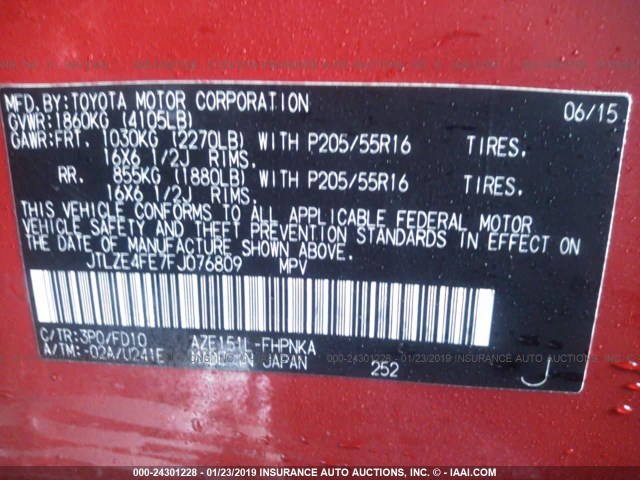 MFD. BY: TOYOTA MOTOR CORPORATION 06/15
GVWR: 1860KG (4105LB)
GAWR: FRT. 1030KG (2270LB) WITH P205/55R16 TIRES,
16X6 1/2J RIMS,
RR. 855KG (1880LB) WITH P205/55R16 TIRES,
16X6 1/2J RIMS.
THIS VEHICLE CONFORMS TO ALL APPLICABLE FEDERAL MOTOR
VEHICLE SAFETY AND THEFT PREVENTION STANDARDS IN EFFECT ON
THE DATE OF MANUFACTURE SHOWN ABOVE.
JTLZE4FE7FJ076809 MPV
C/TR: 3P0/FD10 AZE151L-FHPNKA
A/TM: -02A/U241E MADE IN JAPAN 252 J
000-24301228 - 01/23/2019 INSURANCE AUTO AUCTIONS INC. - IAAI.COM